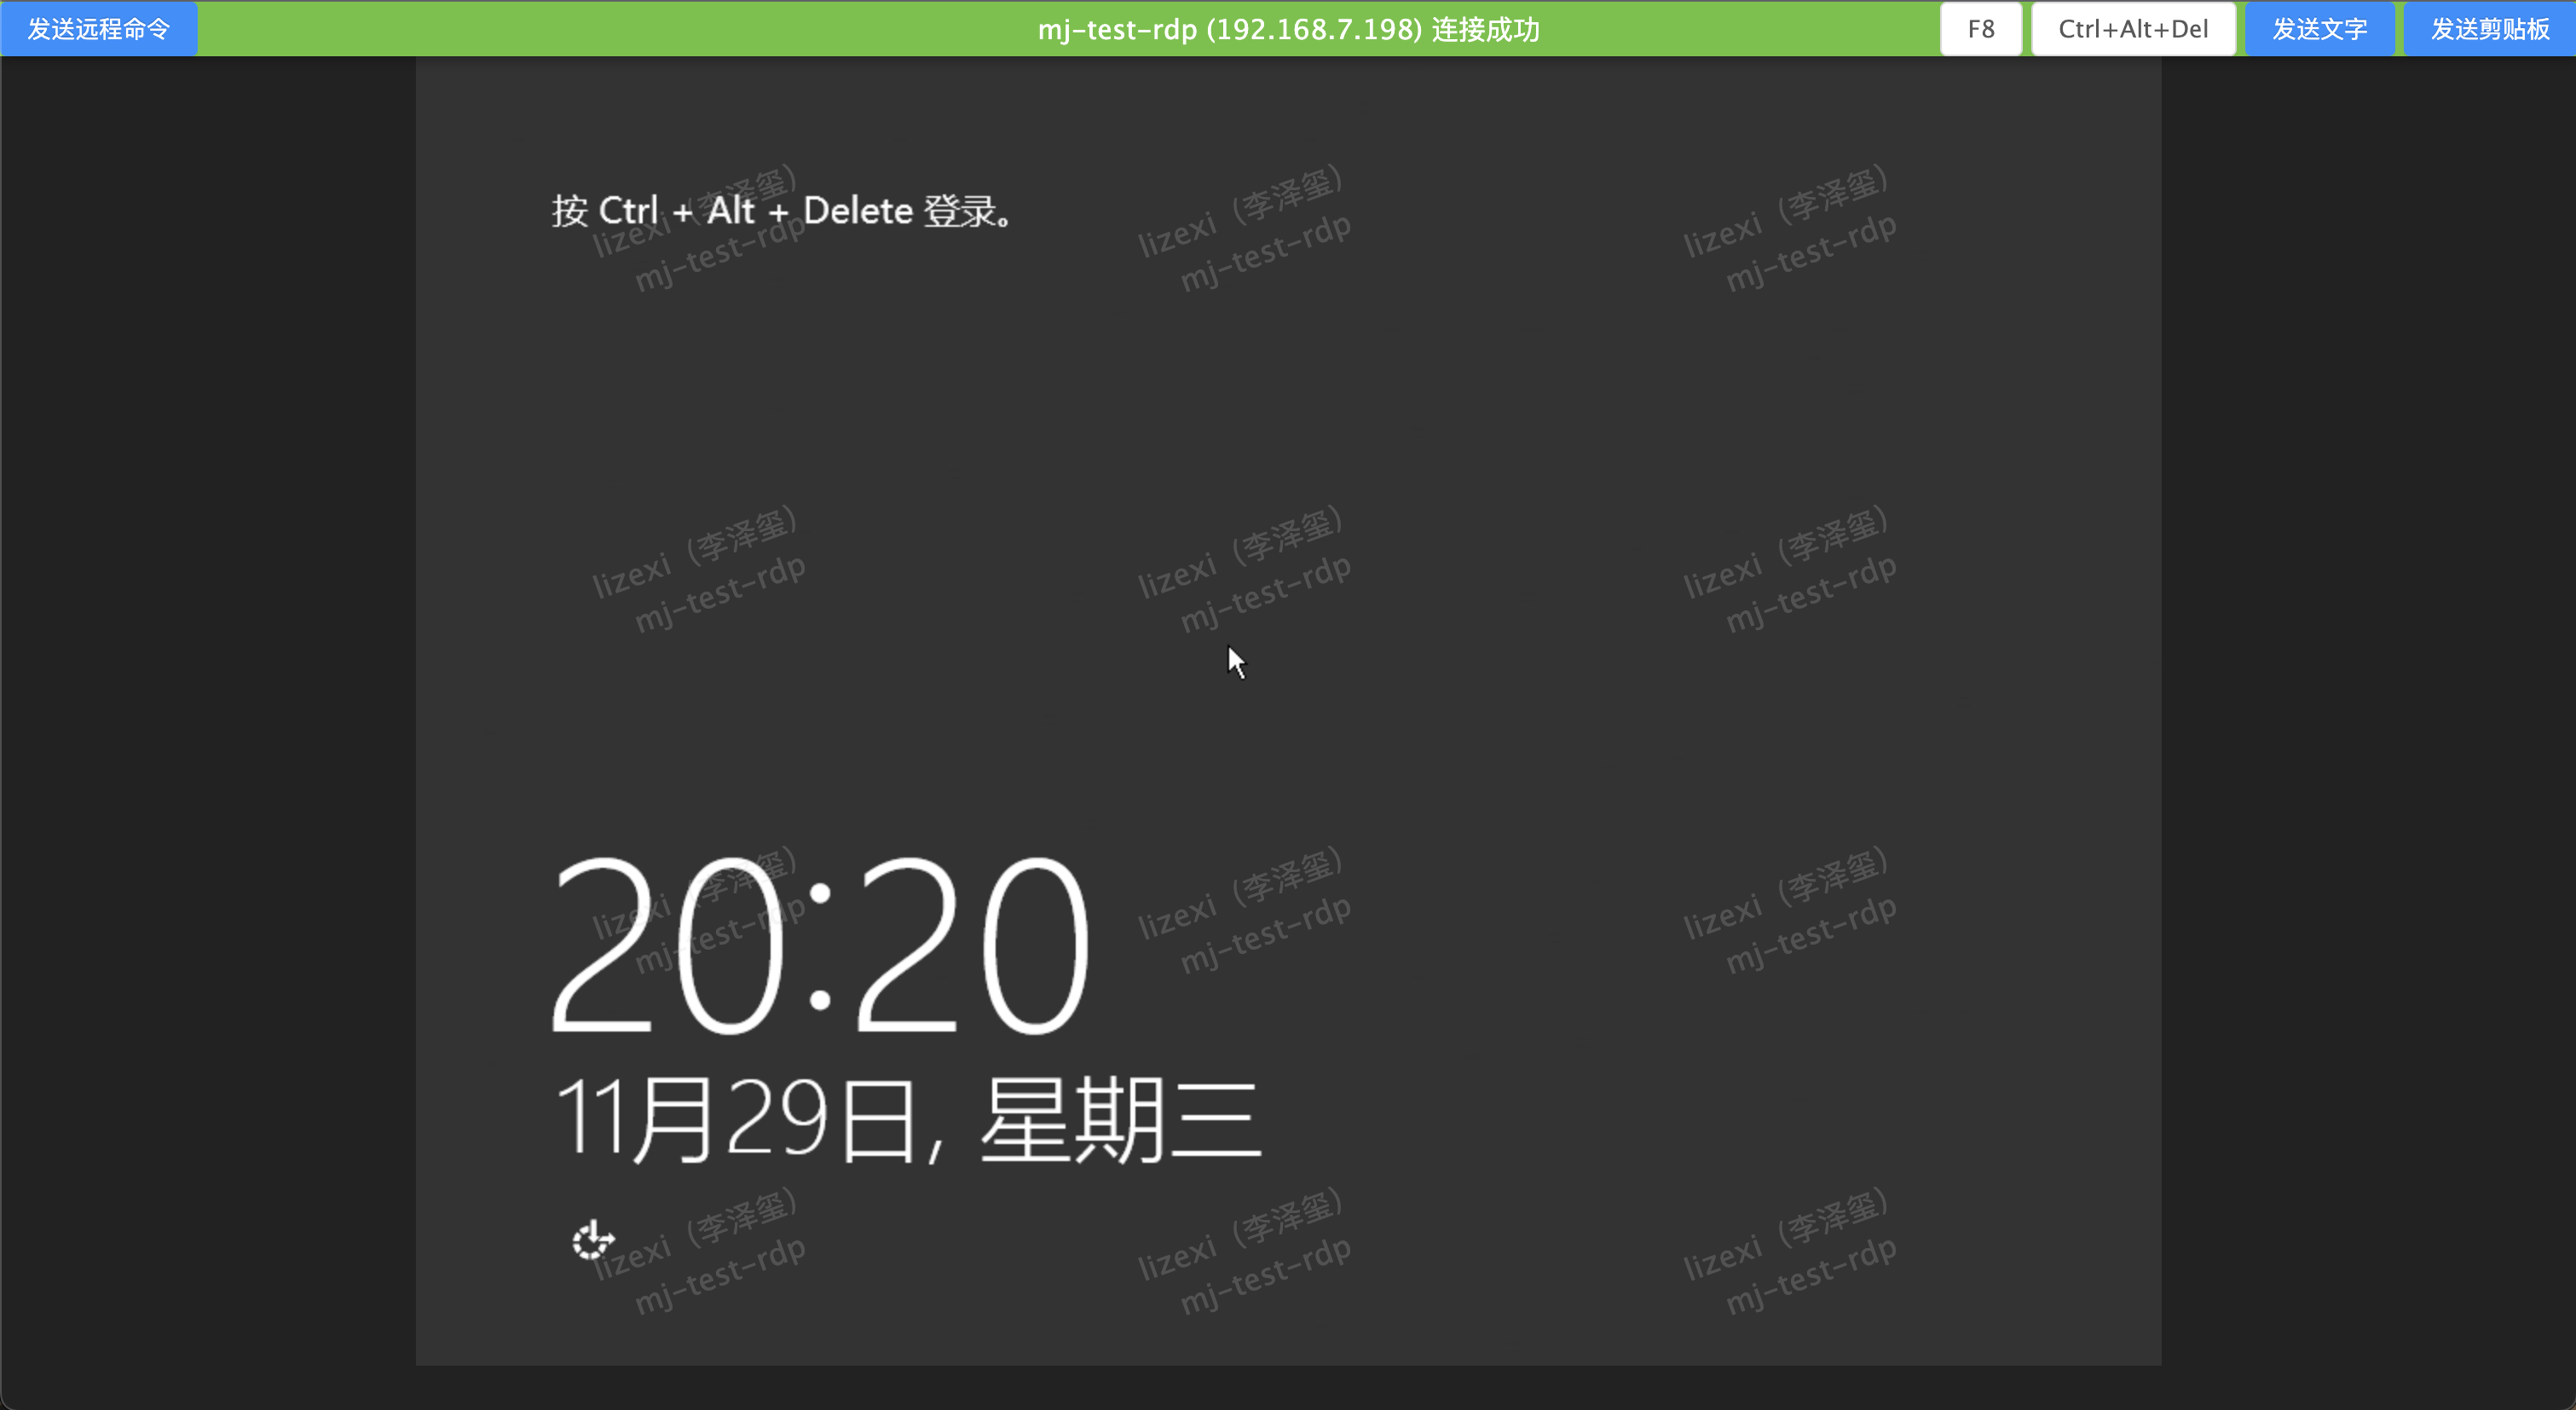 发送远程命令
mj-test-rdp (192.168.7.198) 连接成功
F8
Ctrl+Alt+Del
发送文字
发送剪贴板
按 Ctrl + Alt + Delete 登录。
lizexi（李泽玺）
mj-test-rdp
lizexi（李泽玺）
mj-test-rdp
lizexi（李泽玺）
mj-test-rdp
lizexi（李泽玺）
mj-test-rdp
lizexi（李泽玺）
mj-test-rdp
lizexi（李泽玺）
mj-test-rdp
20:20
lizexi（李泽玺）
mj-test-rdp
lizexi（李泽玺）
mj-test-rdp
lizexi（李泽玺）
mj-test-rdp
11月29日, 星期三
lizexi（李泽玺）
mj-test-rdp
lizexi（李泽玺）
mj-test-rdp
lizexi（李泽玺）
mj-test-rdp